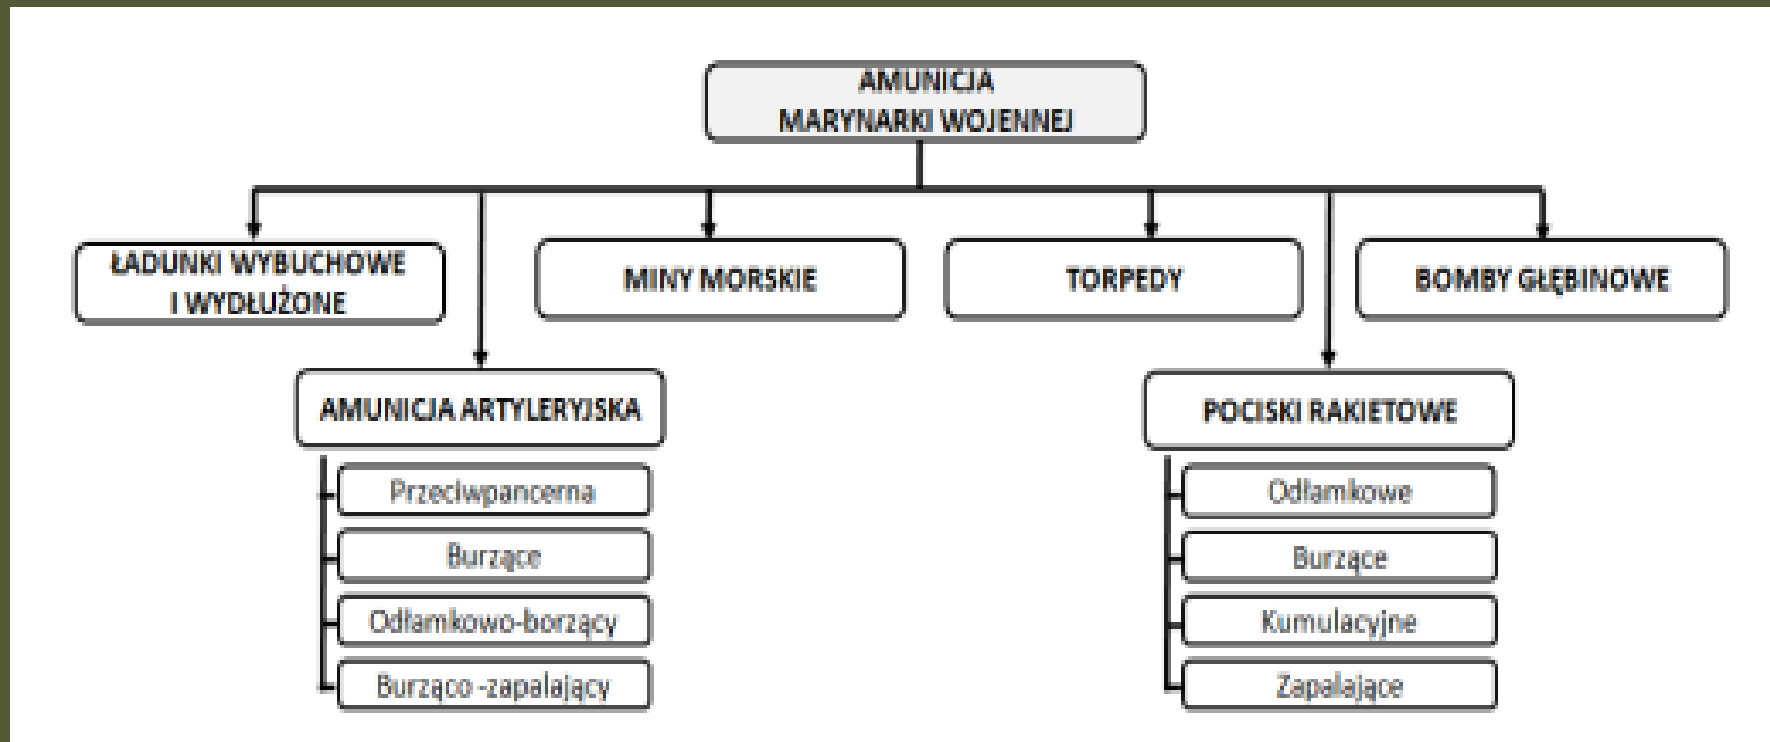 AMUNICJA
MARYNARKI WOJENNEJ
ŁADUNKI WYBUCHOWE
I WYDŁUŻONE
MINY MORSKIE
TORPEDY
BOMBY GŁĘBINOWE
AMUNICJA ARTYLERYJSKA
Przeciwpancerna
Burzące
Odłamkowo-borzący
Burząco -zapalający
POCISKI RAKIETOWE
Odłamkowe
Burzące
Kumulacyjne
Zapalające